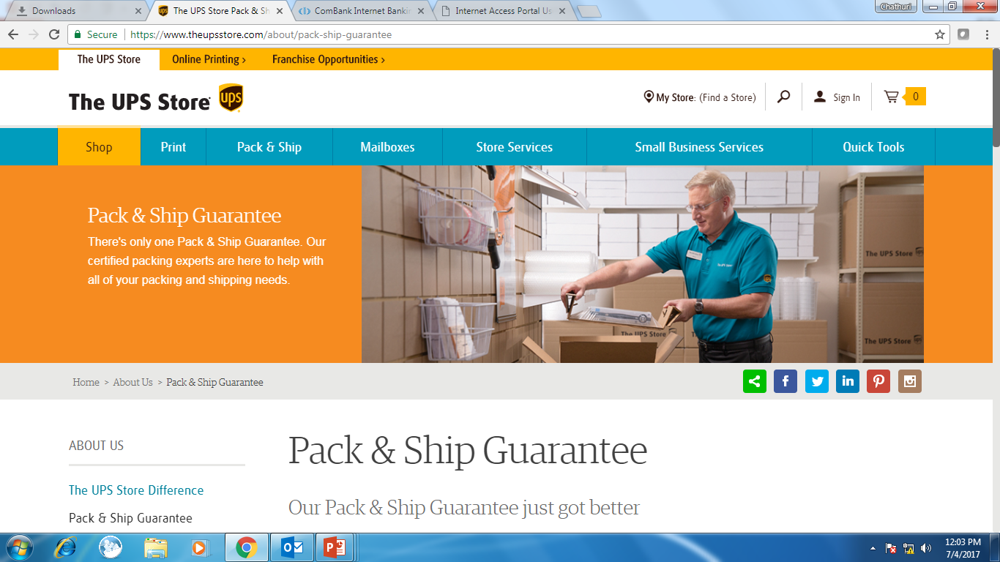 Downloads
The UPS Store Pack & Sh
ComBank Internet Bankin
Internet Access Portal Us
Chathuri
Secure
https://www.theupsstore.com/about/pack-ship-guarantee
The UPS Store
Online Printing ›
Franchise Opportunities ›
The UPS Store
ups
My Store: (Find a Store)
Sign In
0
Shop
Print
Pack & Ship
Mailboxes
Store Services
Small Business Services
Quick Tools
Pack & Ship Guarantee
There's only one Pack & Ship Guarantee. Our
certified packing experts are here to help with
all of your packing and shipping needs.
The UPS Store
The UPS Store
The UPS Store
The UPS Store
Home > About Us > Pack & Ship Guarantee
ABOUT US
The UPS Store Difference
Pack & Ship Guarantee
Pack & Ship Guarantee
Our Pack & Ship Guarantee just got better
12:03 PM
7/4/2017